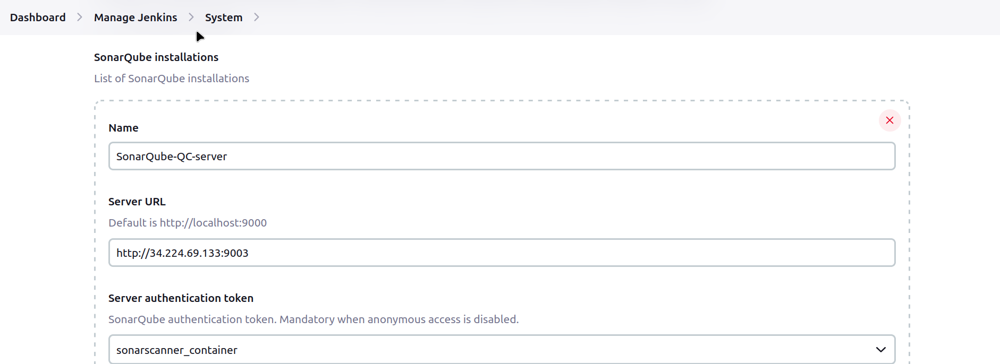 Dashboard > Manage Jenkins > System >
SonarQube installations
List of SonarQube installations
Name
SonarQube-QC-server
Server URL
Default is http://localhost:9000
http://34.224.69.133:9003
Server authentication token
SonarQube authentication token. Mandatory when anonymous access is disabled.
sonarscanner_container